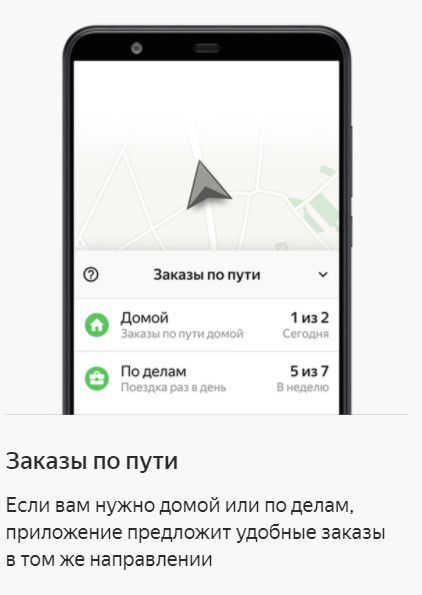 ?
Заказы по пути
Домой
1 из 2
Заказы по пути домой
Сегодня
По делам
5 из 7
Поездка раз в день
В неделю
Заказы по пути
Если вам нужно домой или по делам,
приложение предложит удобные заказы
в том же направлении